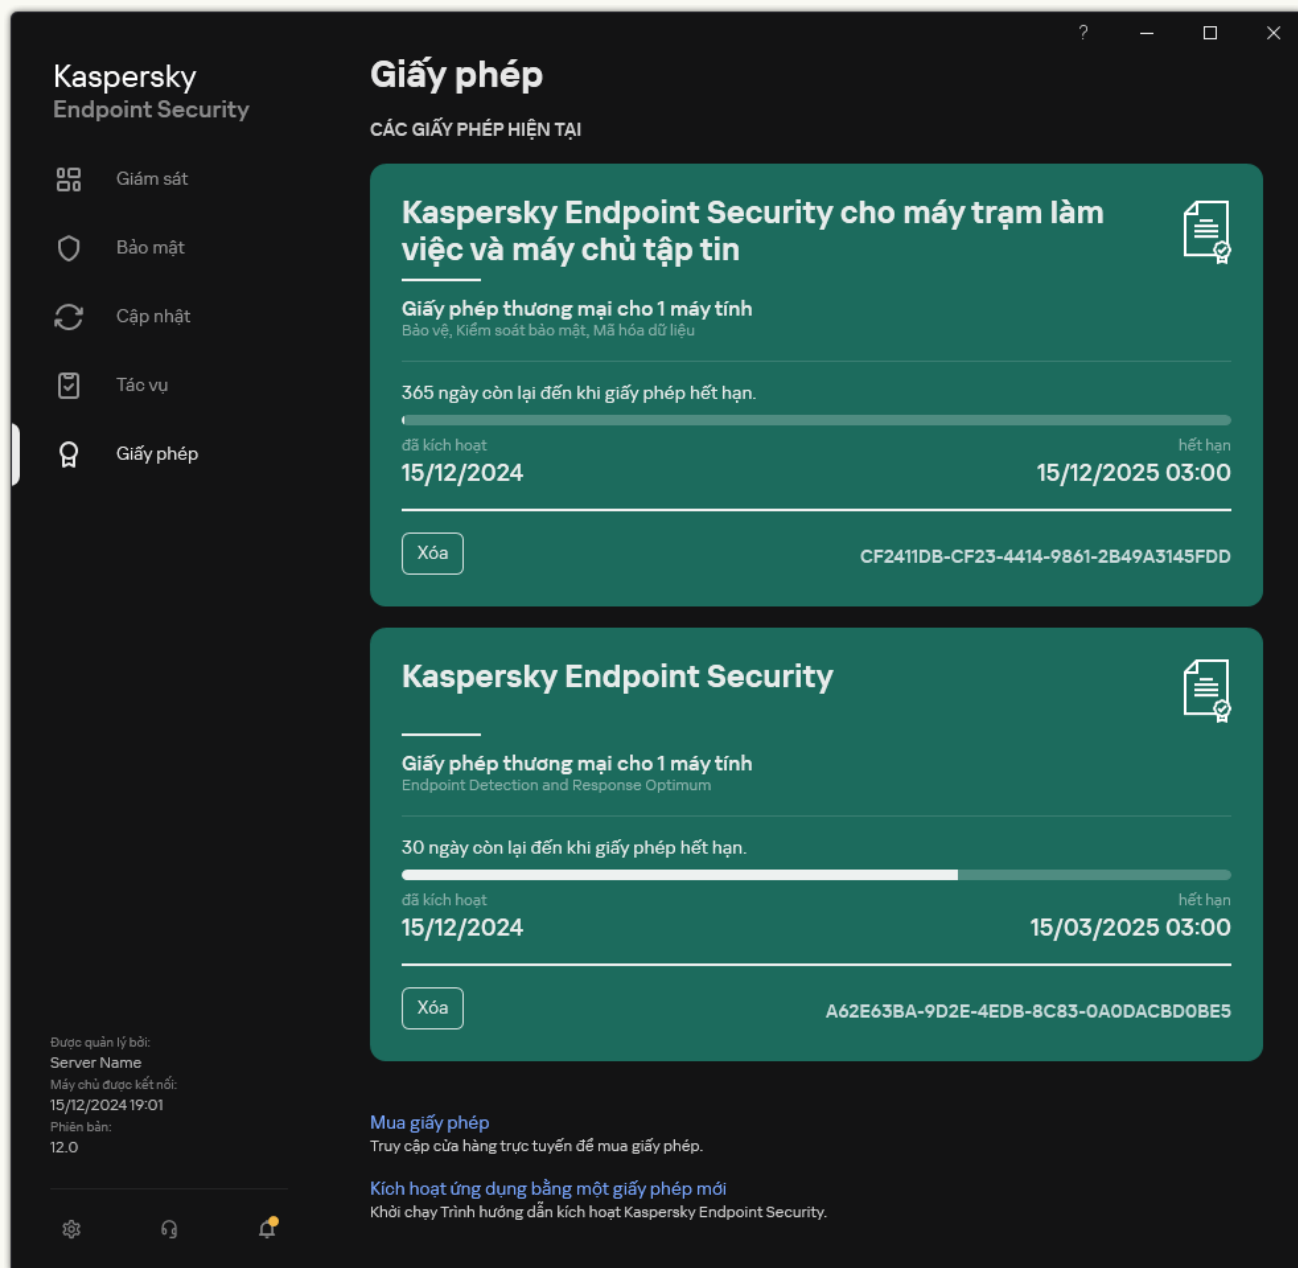 ?
Kaspersky
Endpoint Security
Giám sát
Bảo mật
Cập nhật
Tác vụ
Giấy phép
Được quản lý bởi:
Server Name
Máy chủ được kết nối:
15/12/2024 19:01
Phiên bản:
12.0
Giấy phép
CÁC GIẤY PHÉP HIỆN TẠI
Kaspersky Endpoint Security cho máy trạm làm
việc và máy chủ tập tin
Giấy phép thương mại cho 1 máy tính
Bảo vệ, Kiểm soát bảo mật, Mã hóa dữ liệu
365 ngày còn lại đến khi giấy phép hết hạn.
đã kích hoạt
hết hạn
15/12/2024
15/12/2025 03:00
Xóa
CF2411DB-CF23-4414-9861-2B49A3145FDD
Kaspersky Endpoint Security
Giấy phép thương mại cho 1 máy tính
Endpoint Detection and Response Optimum
30 ngày còn lại đến khi giấy phép hết hạn.
đã kích hoạt
hết hạn
15/12/2024
15/03/2025 03:00
Xóa
A62E63BA-9D2E-4EDB-8C83-0A0DACBD0BE5
Mua giấy phép
Truy cập cửa hàng trực tuyến để mua giấy phép.
Kích hoạt ứng dụng bằng một giấy phép mới
Khởi chạy Trình hướng dẫn kích hoạt Kaspersky Endpoint Security.